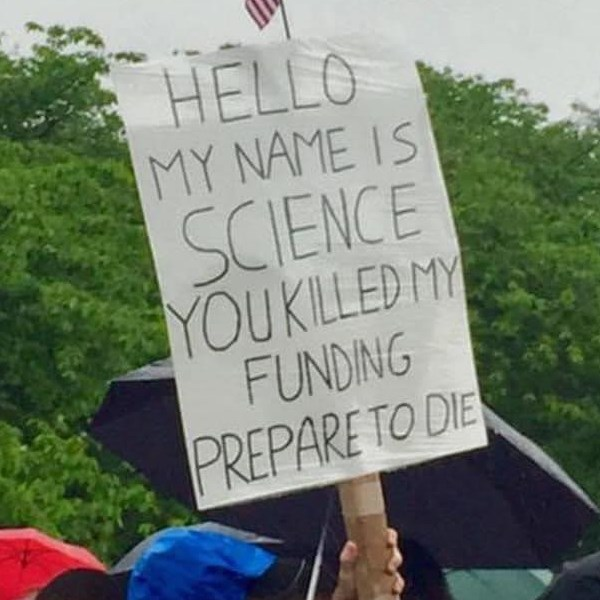 HELLO
MY NAME IS
SCIENCE
YOU KILLED MY
FUNDING
PREPARE TO DIE